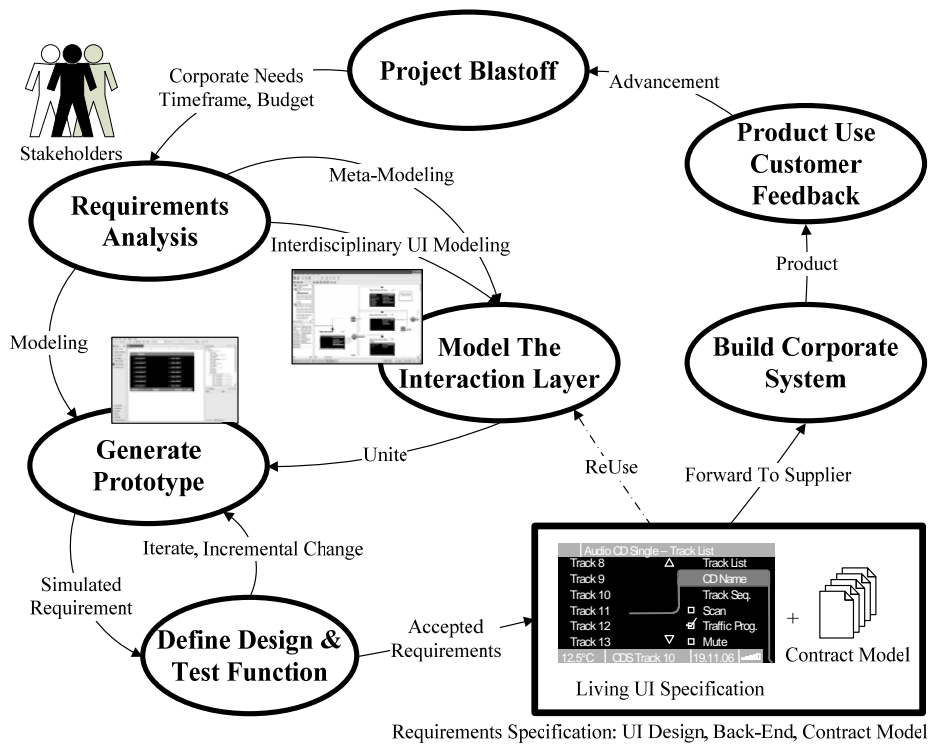 Project Blastoff
Corporate Needs
Timeframe, Budget
Advancement
Stakeholders
Product Use
Customer
Feedback
Requirements
Analysis
Meta-Modeling
Interdisciplinary UI Modeling
Product
Modeling
Model The
Interaction Layer
Build Corporate
System
Generate
Prototype
Unite
ReUse
Forward To Supplier
Iterate, Incremental Change
Simulated
Requirement
Define Design &
Test Function
Accepted
Requirements
Audio CD Single – Track List
Track 8
Track List
Track 9
CD Name
Track 10
Track Seq.
Track 11
Scan
Track 12
Traffic Prog.
Track 13
Mute
12,5°C CDS Track 10 19.11.06
+
Contract Model
Living UI Specification
Requirements Specification: UI Design, Back-End, Contract Model